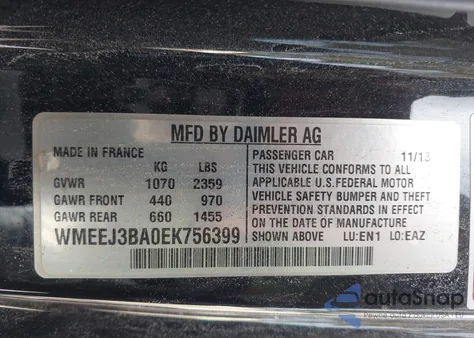 MFD BY DAIMLER AG
MADE IN FRANCE
KG LBS
GVWR 1070 2359
GAWR FRONT 440 970
GAWR REAR 660 1455
WMEEJ3BA0EK756399
PASSENGER CAR 11/13
THIS VEHICLE CONFORMS TO ALL
APPLICABLE U.S. FEDERAL MOTOR
VEHICLE SAFETY BUMPER AND THEFT
PREVENTION STANDARDS IN EFFECT
ON THE DATE OF MANUFACTURE
SHOWN ABOVE LU:EN1 LO:EAZ
autoSnap